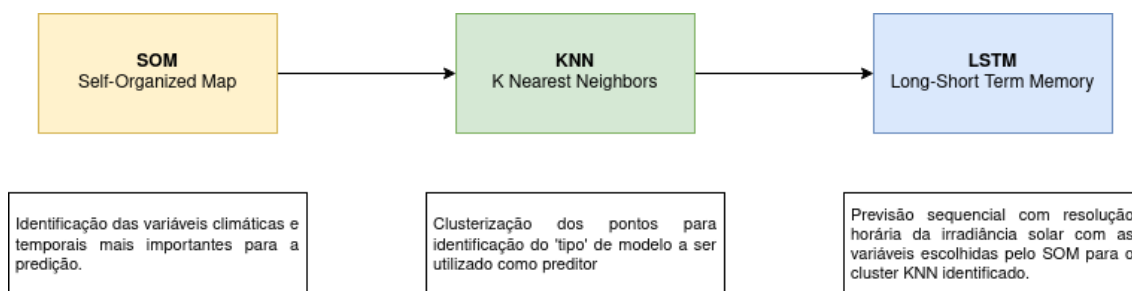 SOM
Self-Organized Map
KNN
K Nearest Neighbors
LSTM
Long-Short Term Memory
Identificação das variáveis climáticas e
temporais mais importantes para a
predição.
Clusterização dos pontos para
identificação do 'tipo' de modelo a ser
utilizado como preditor
Previsão sequencial com resolução
horária da irradiância solar com as
variáveis escolhidas pelo SOM para o
cluster KNN identificado.